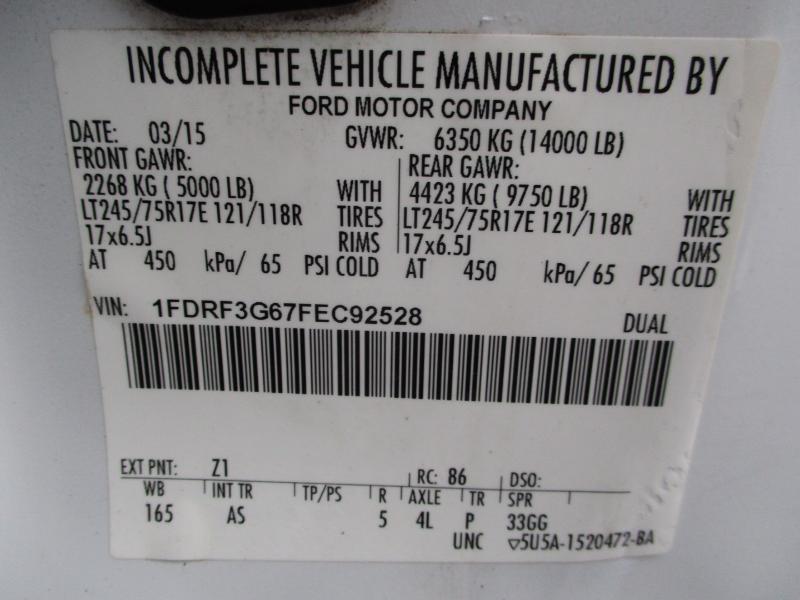 INCOMPLETE VEHICLE MANUFACTURED BY
FORD MOTOR COMPANY
DATE: 03/15 GVWR: 6350 KG (14000 LB)
FRONT GAWR: REAR GAWR:
2268 KG ( 5000 LB) WITH 4423 KG ( 9750 LB) WITH
LT245/75R17E 121/118R TIRES LT245/75R17E 121/118R TIRES
17x6.5J RIMS 17x6.5J RIMS
AT 450 kPa/ 65 PSI COLD AT 450 kPa/ 65 PSI COLD
VIN: 1FDRF3G67FEC92528 DUAL
EXT PNT: Z1 RC: 86 DSO:
WB INT TR TP/PS R AXLE TR SPR
165 AS 5 4L P 33GG
UNC ▽5U5A-1520472-BA